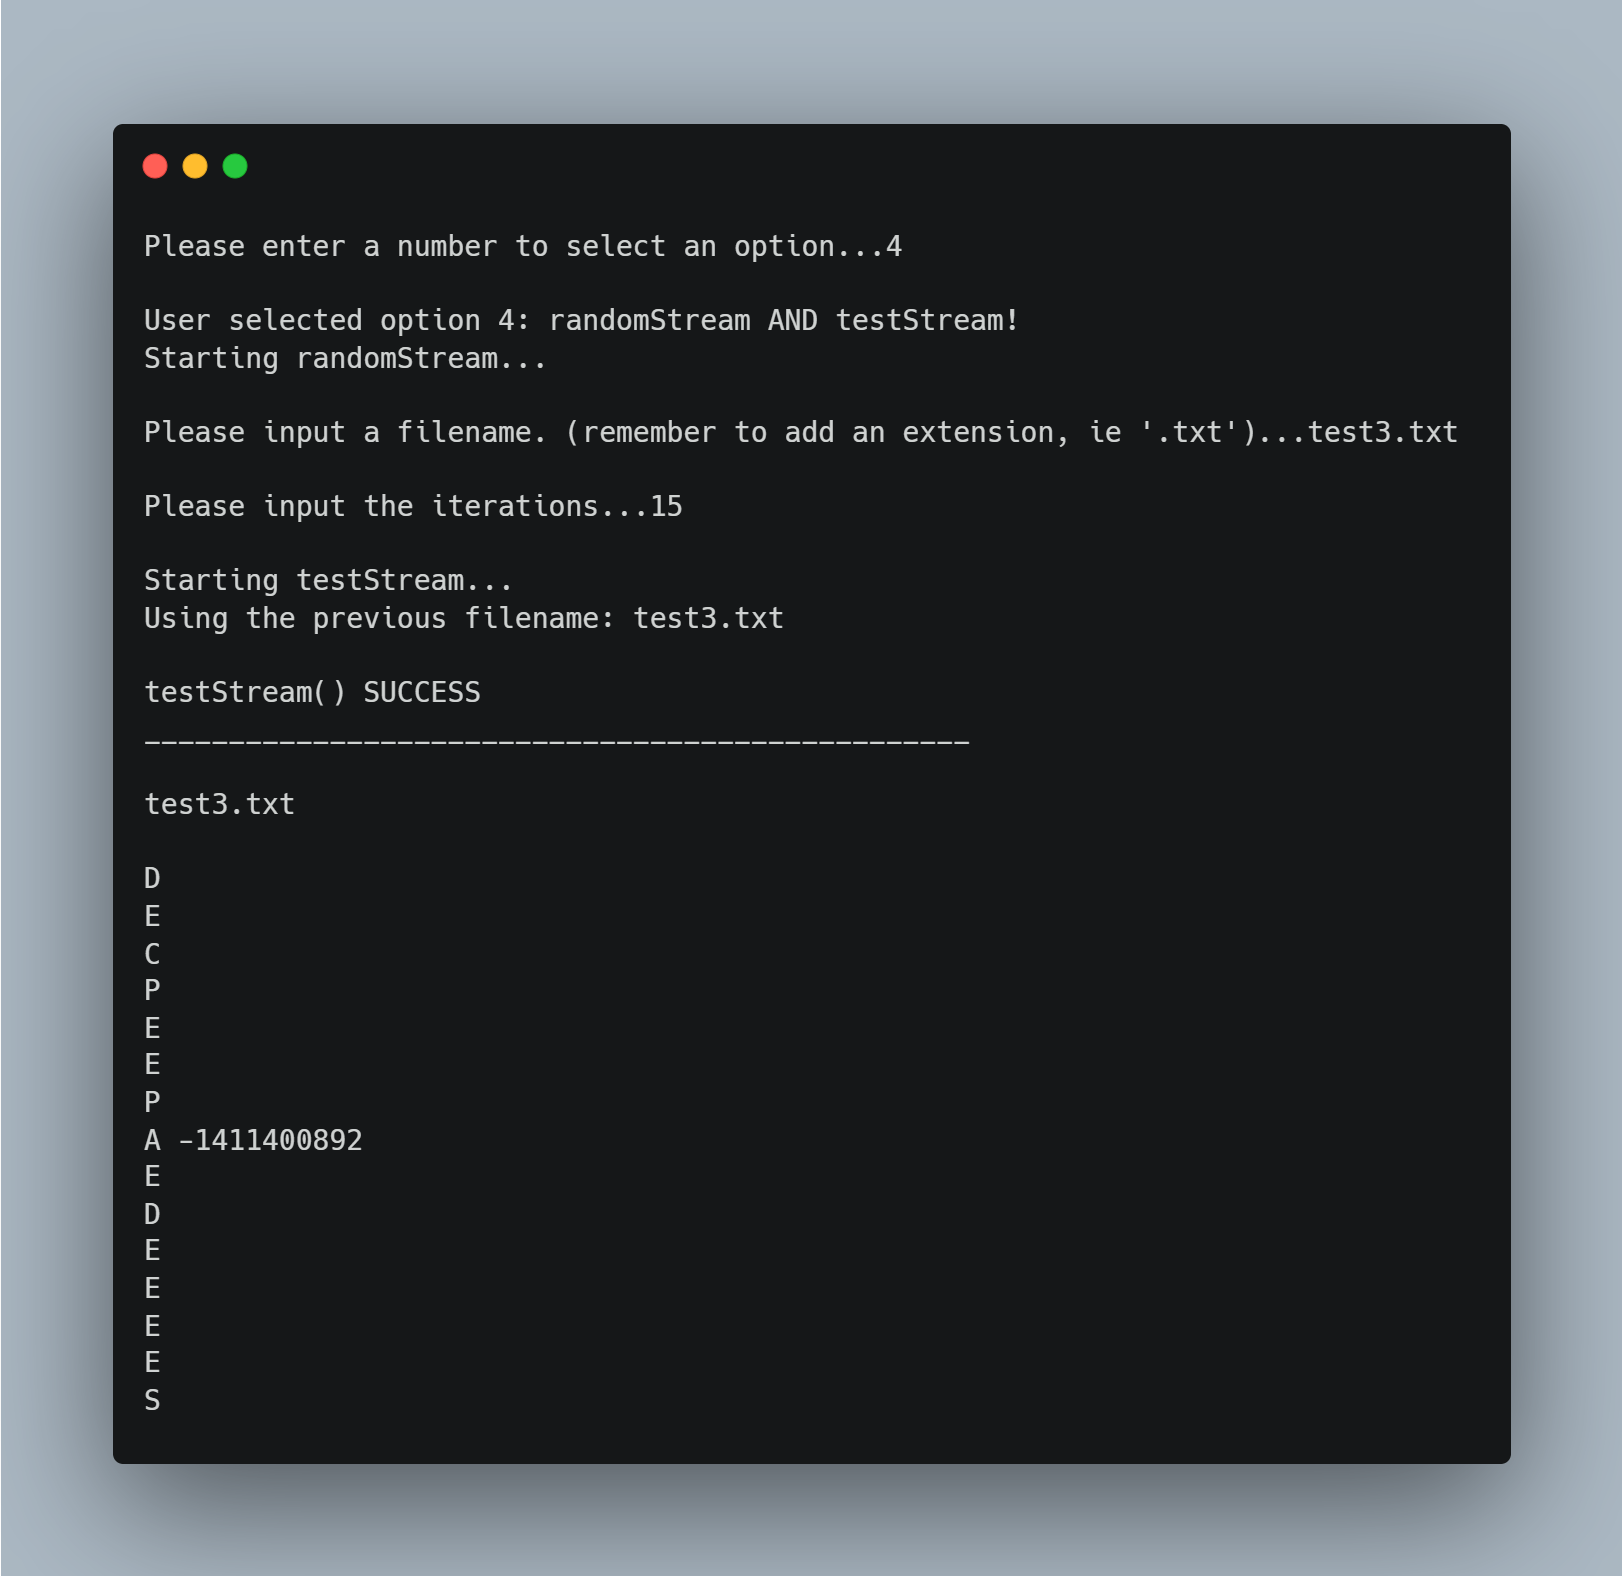 Please enter a number to select an option...4
User selected option 4: randomStream AND testStream!
Starting randomStream...
Please input a filename. (remember to add an extension, ie '.txt')...test3.txt
Please input the iterations...15
Starting testStream...
Using the previous filename: test3.txt
testStream() SUCCESS
_________________________________________________
test3.txt
D
E
C
P
E
E
P
A -1411400892
E
D
E
E
E
E
S